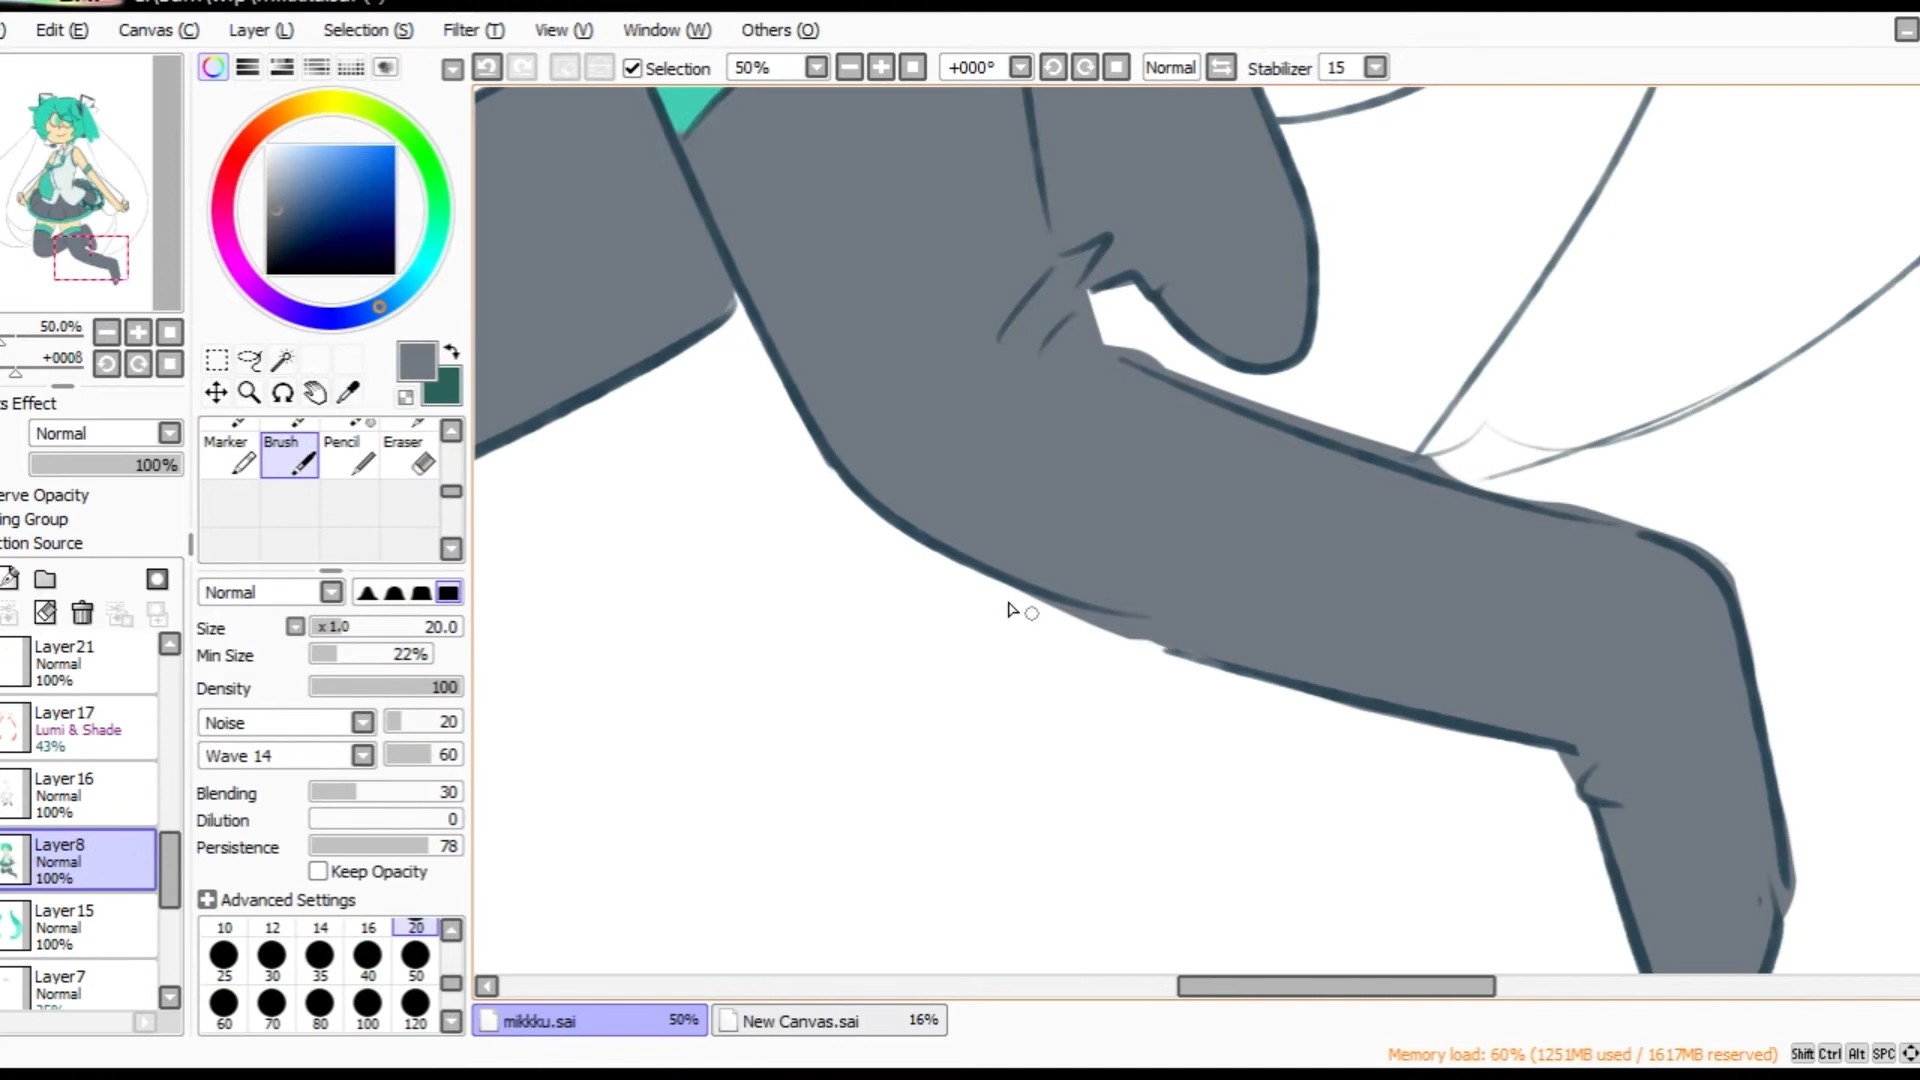 Edit (E) Canvas (C) Layer (L) Selection (S) Filter (T) View (V) Window (W) Others (O)
Selection 50% +000° Normal Stabilizer 15
50.0%
+000ß
s Effect
Normal
100%
erve Opacity
ing Group
ction Source
Layer21
Normal
100%
Layer17
Lumi & Shade
43%
Layer16
Normal
100%
Layer8
Normal
100%
Layer15
Normal
100%
Layer7
Normal
Marker Brush Pencil Eraser
Normal
Size x 1.0 20.0
Min Size 22%
Density 100
Noise 20
Wave 14 60
Blending 30
Dilution 0
Persistence 78
Keep Opacity
Advanced Settings
10 12 14 16 20
25 30 35 40 50
60 70 80 100 120
mikkku.sai 50% New Canvas.sai 16%
Memory load: 60% (1251MB used / 1617MB reserved) Shift Ctrl Alt SPC